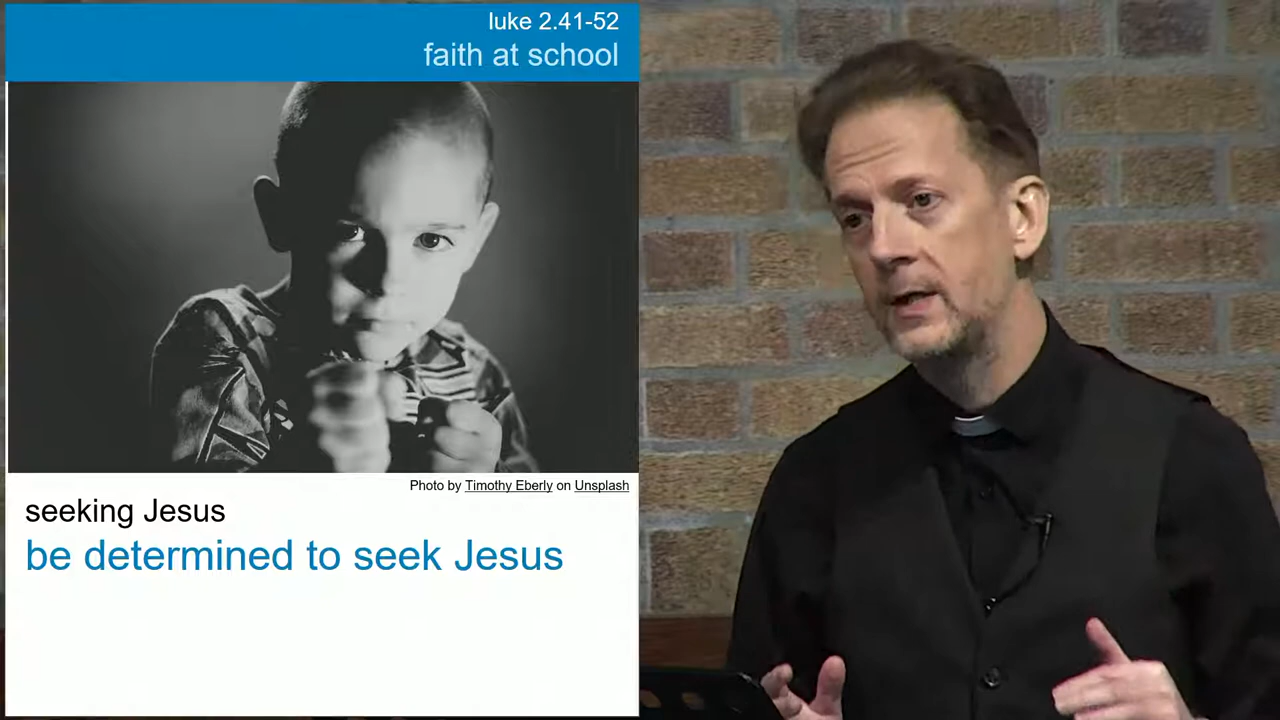 luke 2.41-52
faith at school
Photo by Timothy Eberly on Unsplash
seeking Jesus
be determined to seek Jesus